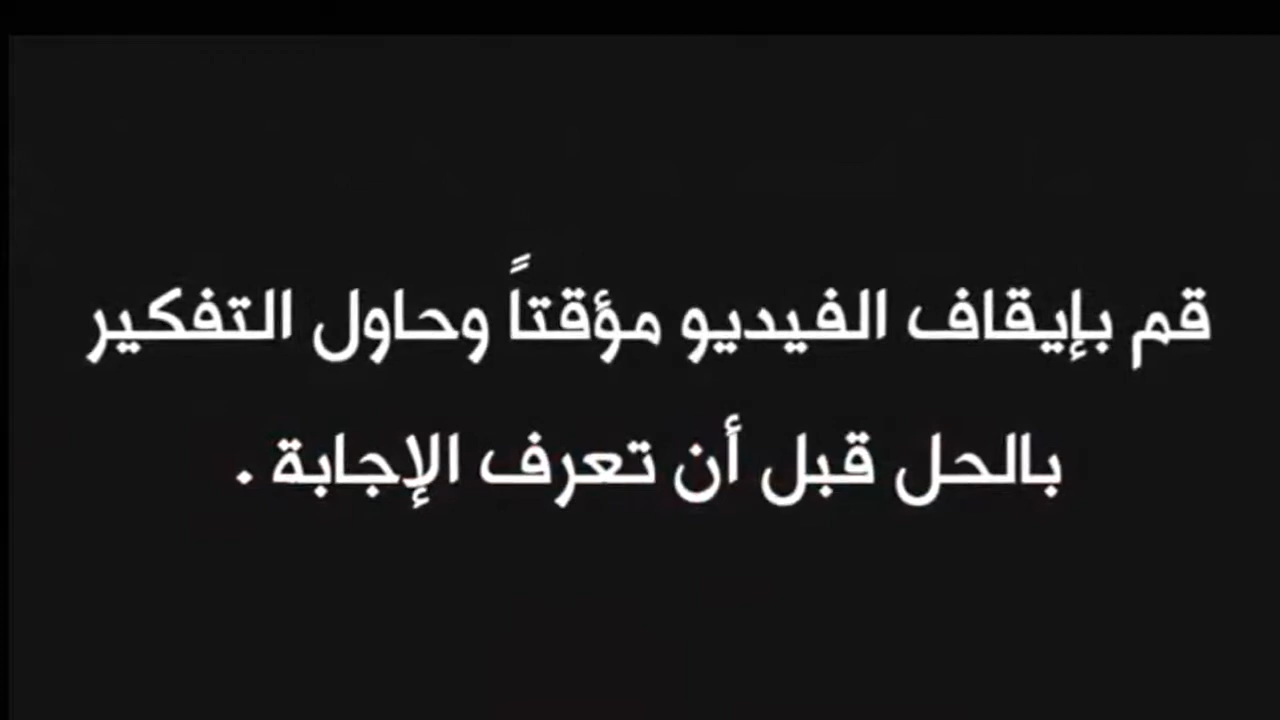 قم بإيقاف الفيديو مؤقتاً وحاول التفكير
بالحل قبل أن تعرف الإجابة .